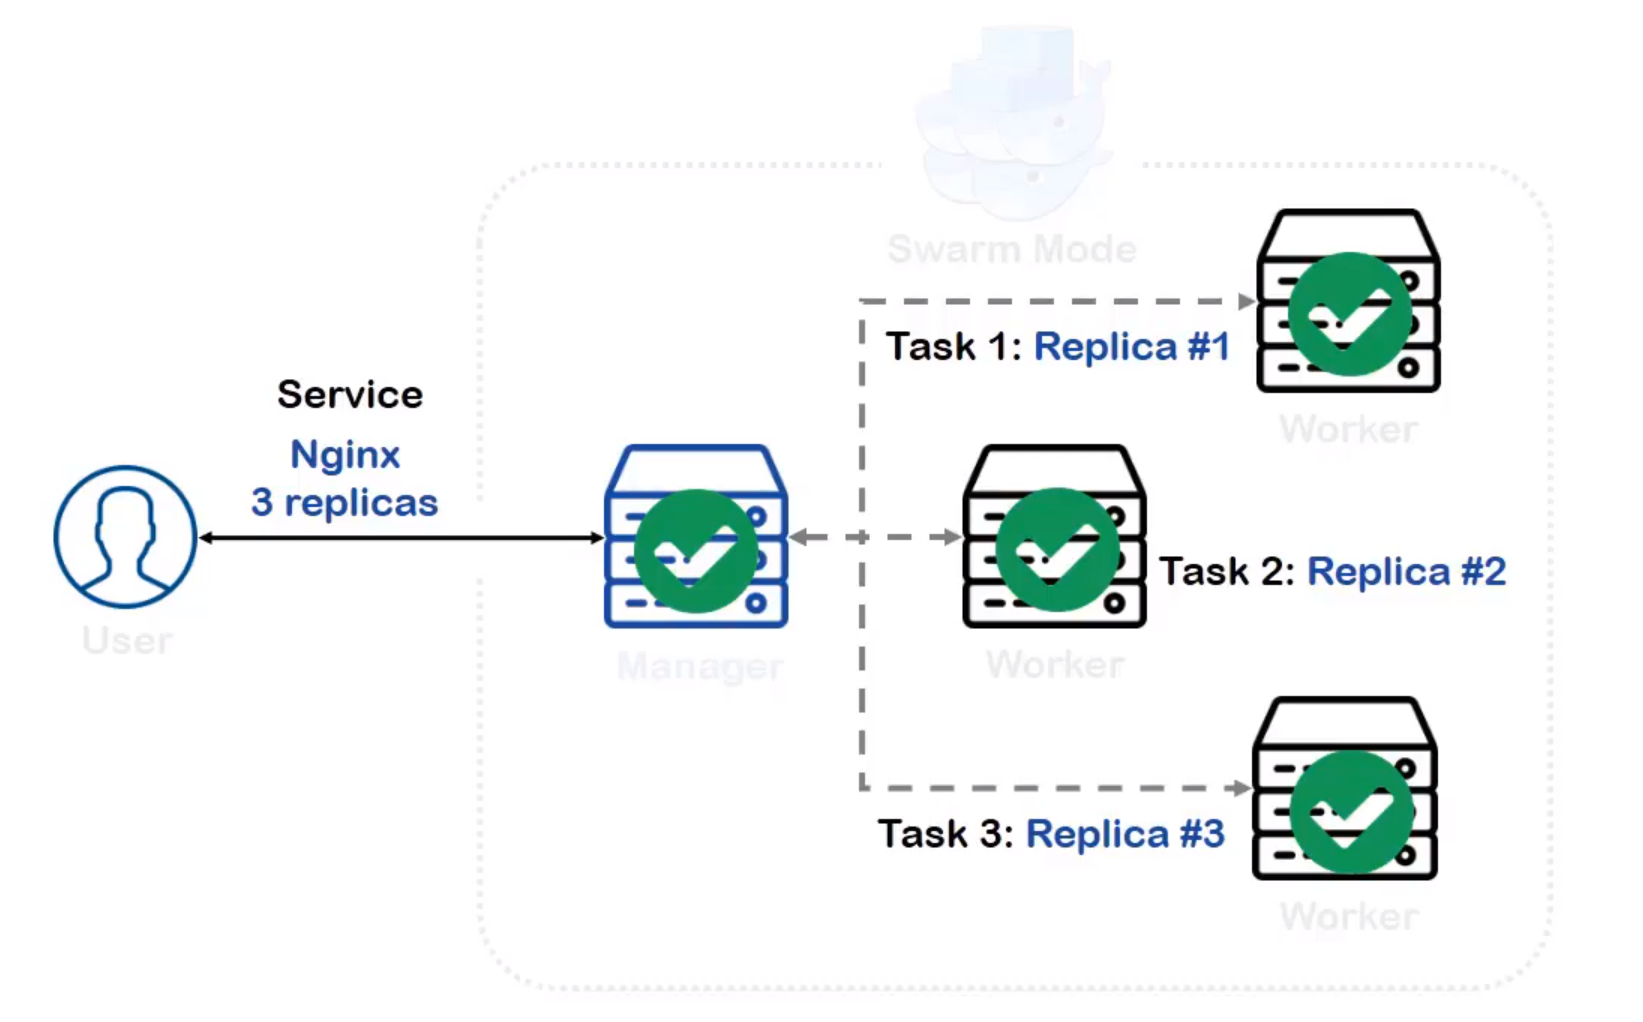 Swarm Mode
Task 1: Replica #1
Worker
Service
Nginx
3 replicas
User
Manager
Worker
Task 2: Replica #2
Task 3: Replica #3
Worker